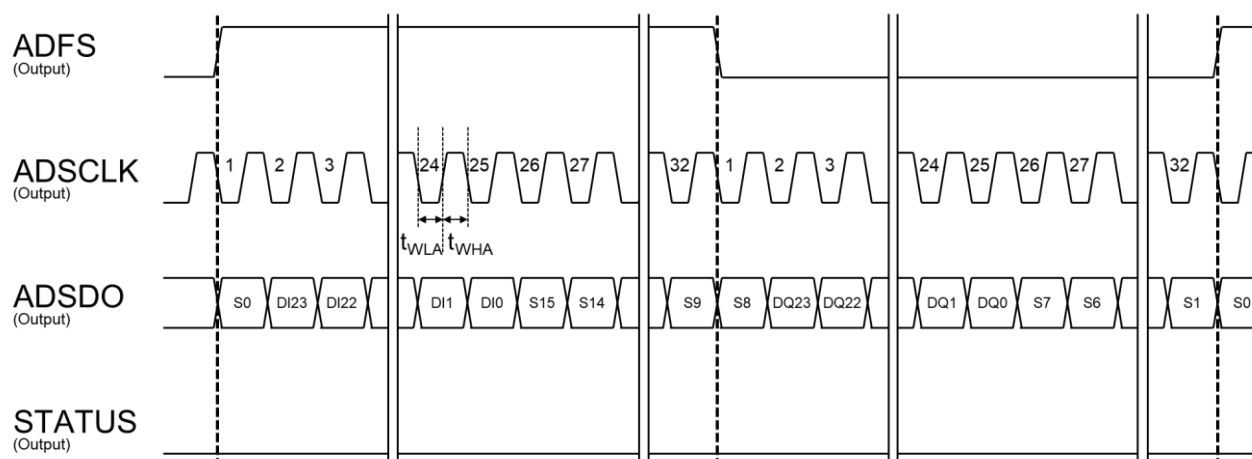 ADFS
(Output)
ADSCLK
(Output)
1 2 3 24 25 26 27 32 1 2 3 24 25 26 27 32
tWLA tWHA
ADSDO
(Output)
S0 DI23 DI22 DI1 DI0 S15 S14 S9 S8 DQ23 DQ22 DQ1 DQ0 S7 S6 S1 S0
STATUS
(Output)